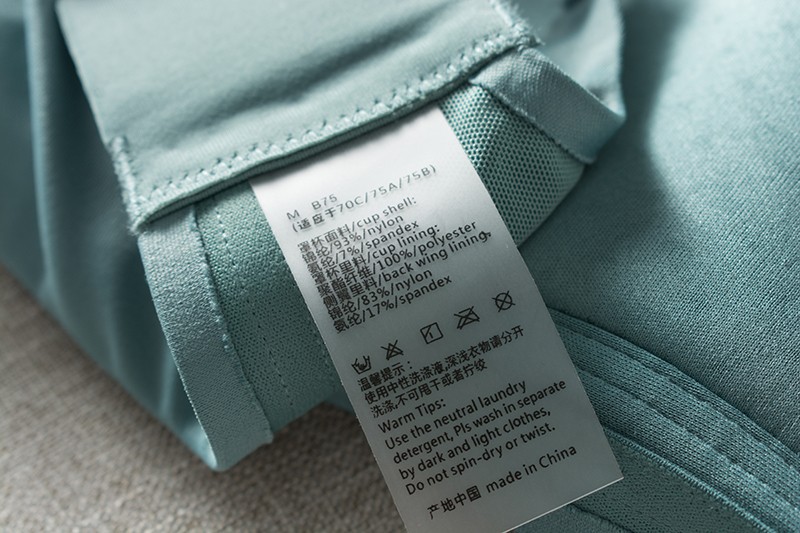 M B75
(适应于70C/75A/75B)
罩杯面料/cup shell:
锦纶/93%/nylon
氨纶/7%/spandex
罩杯里料/cup lining:
聚酯纤维/100%/polyester
侧翼里料/back wing lining,
锦纶/83%/nylon
氨纶/17%/spandex
温馨提示:
使用中性洗涤液,深浅衣物请分开
洗涤,不可甩干或者拧绞
Warm Tips:
Use the neutral laundry
detergent, Pls wash in separate
by dark and light clothes,
Do not spin-dry or twist.
产地中国 made in China